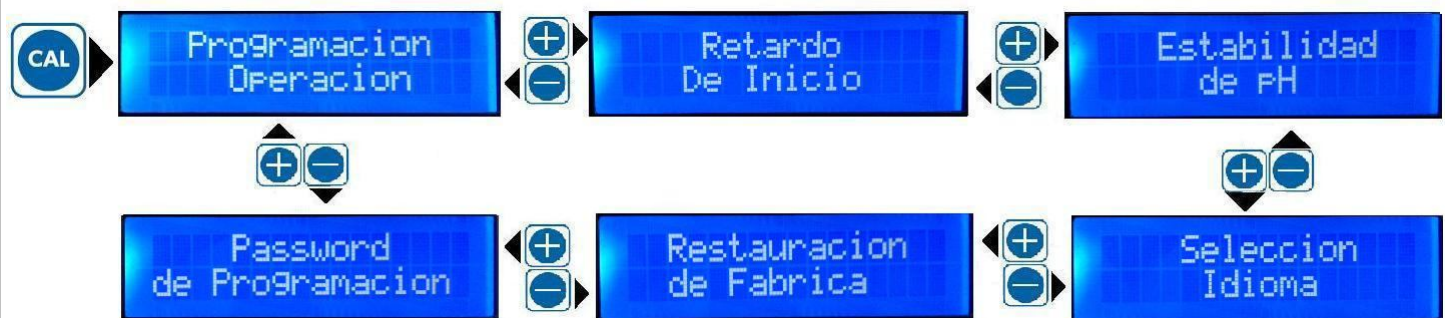 CAL
Programacion
Operacion
Retardo
De Inicio
Estabilidad
de pH
Password
de Programacion
Restauracion
de Fabrica
Seleccion
Idioma